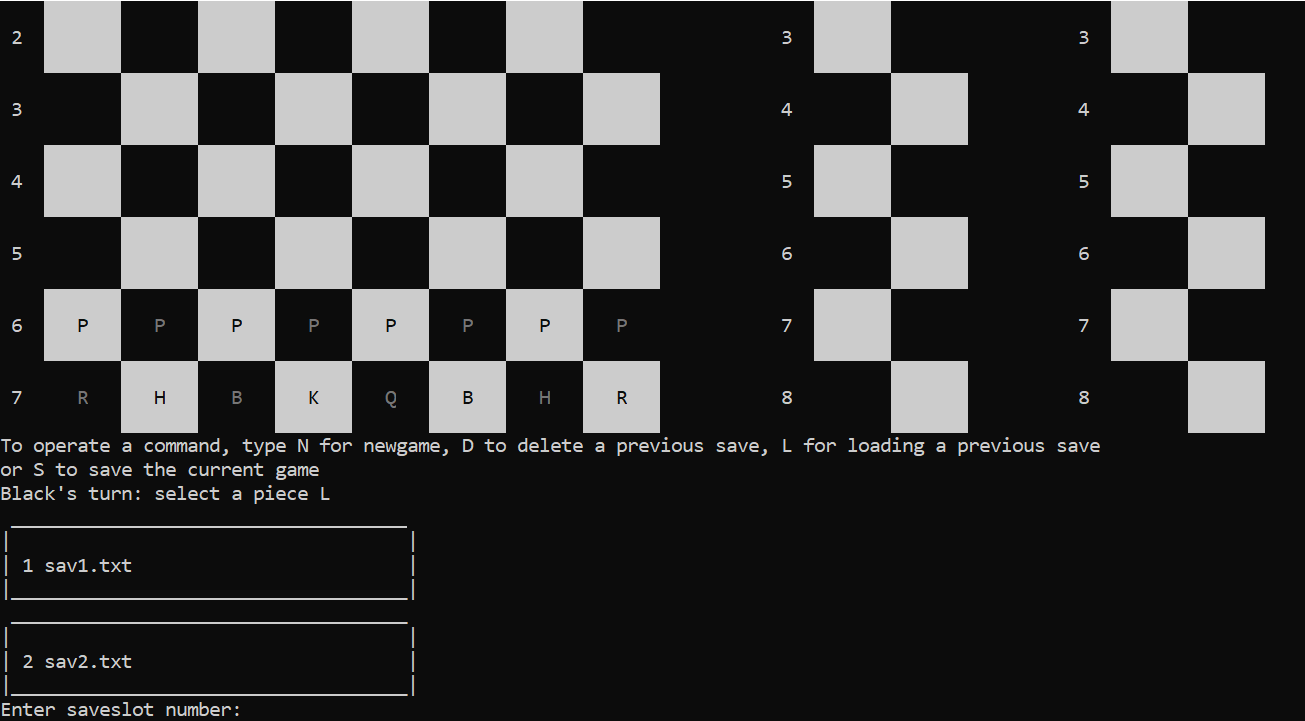 2 3 3
3 4 4
4 5 5
5 6 6
6 P P P P P P P P 7 7
7 R H B K Q B H R 8 8
To operate a command, type N for newgame, D to delete a previous save, L for loading a previous save
or S to save the current game
Black's turn: select a piece L
1 sav1.txt
2 sav2.txt
Enter saveslot number: